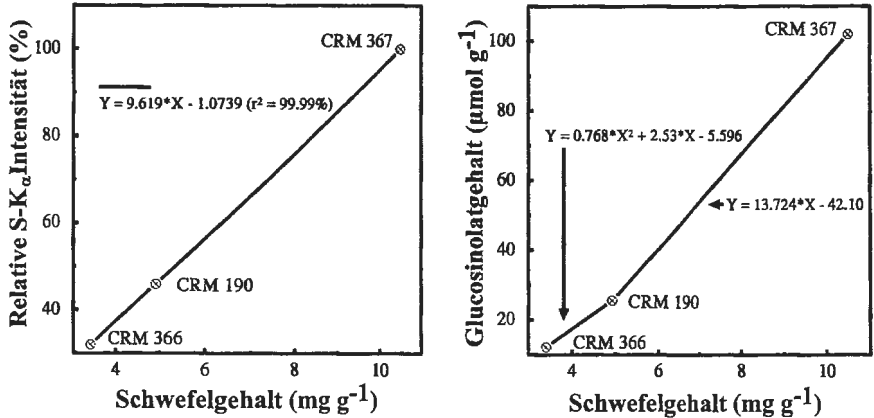 Relative S-KαIntensität (%)
100
80
60
40
CRM 367
Y = 9.619*X - 1.0739 (r² = 99.99%)
CRM 190
CRM 366
4 6 8 10
Schwefelgehalt (mg g⁻¹)
Glucosinolatgehalt (µmol g⁻¹)
100
80
60
40
20
CRM 367
Y = 0.768*X² + 2.53*X - 5.596
Y = 13.724*X - 42.10
CRM 190
CRM 366
4 6 8 10
Schwefelgehalt (mg g⁻¹)